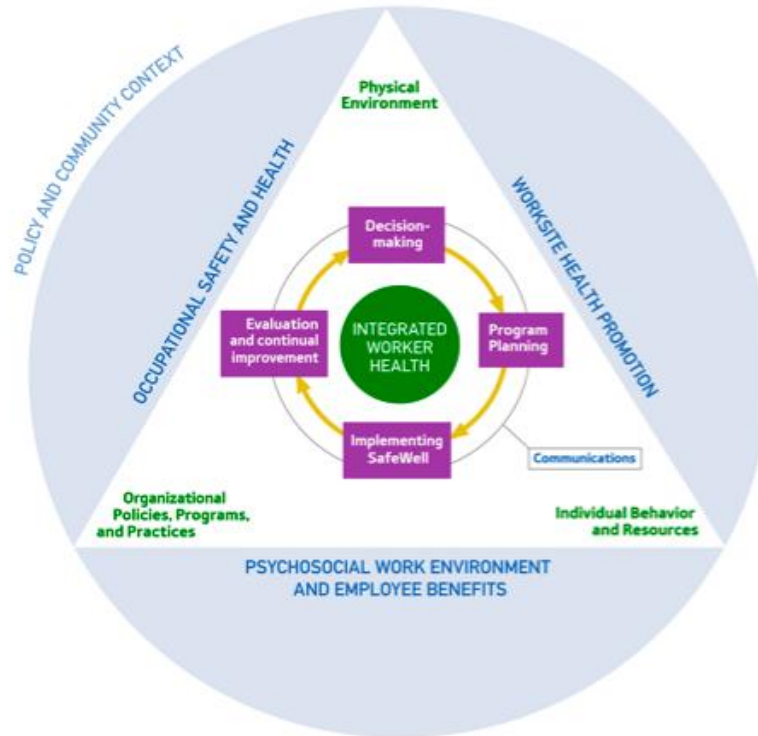 POLICY AND COMMUNITY CONTEXT
OCCUPATIONAL SAFETY AND HEALTH
WORKSITE HEALTH PROMOTION
Physical
Environment
Decision-
making
Evaluation
and continual
improvement
INTEGRATED
WORKER
HEALTH
Program
Planning
Implementing
SafeWell
Communications
Organizational
Policies, Programs,
and Practices
Individual Behavior
and Resources
PSYCHOSOCIAL WORK ENVIRONMENT
AND EMPLOYEE BENEFITS